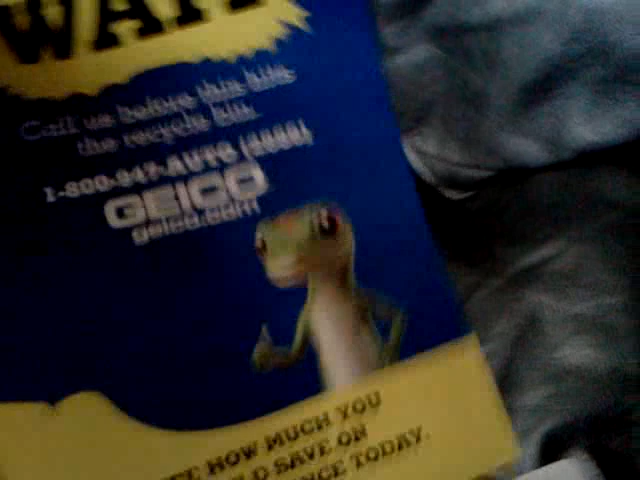 WAIT
Call us before this hits
the recycle bin.
1-800-947-AUTO (2886)
GEICO
geico.com
HOW MUCH YOU
SAVE ON
TODAY.